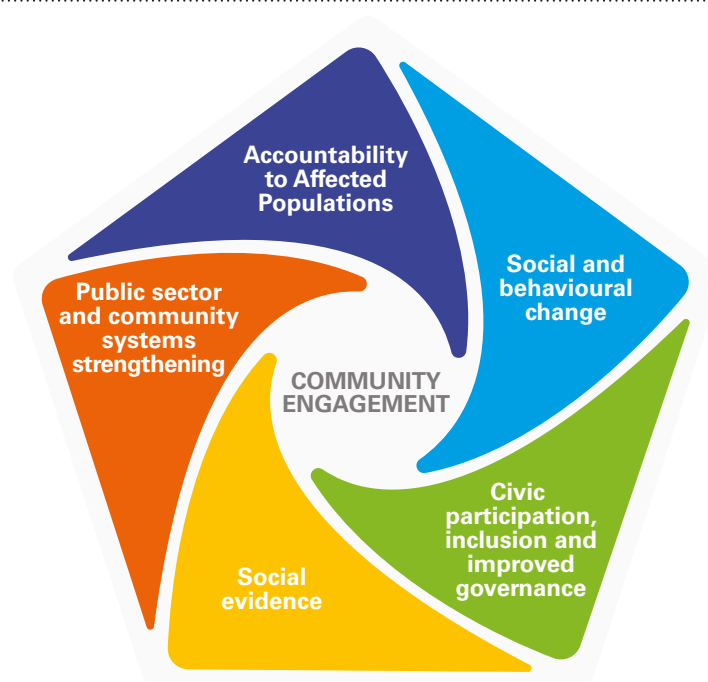 Accountability
to Affected
Populations
Social and
behavioural
change
Public sector
and community
systems
strengthening
COMMUNITY
ENGAGEMENT
Civic
participation,
inclusion and
improved
governance
Social
evidence